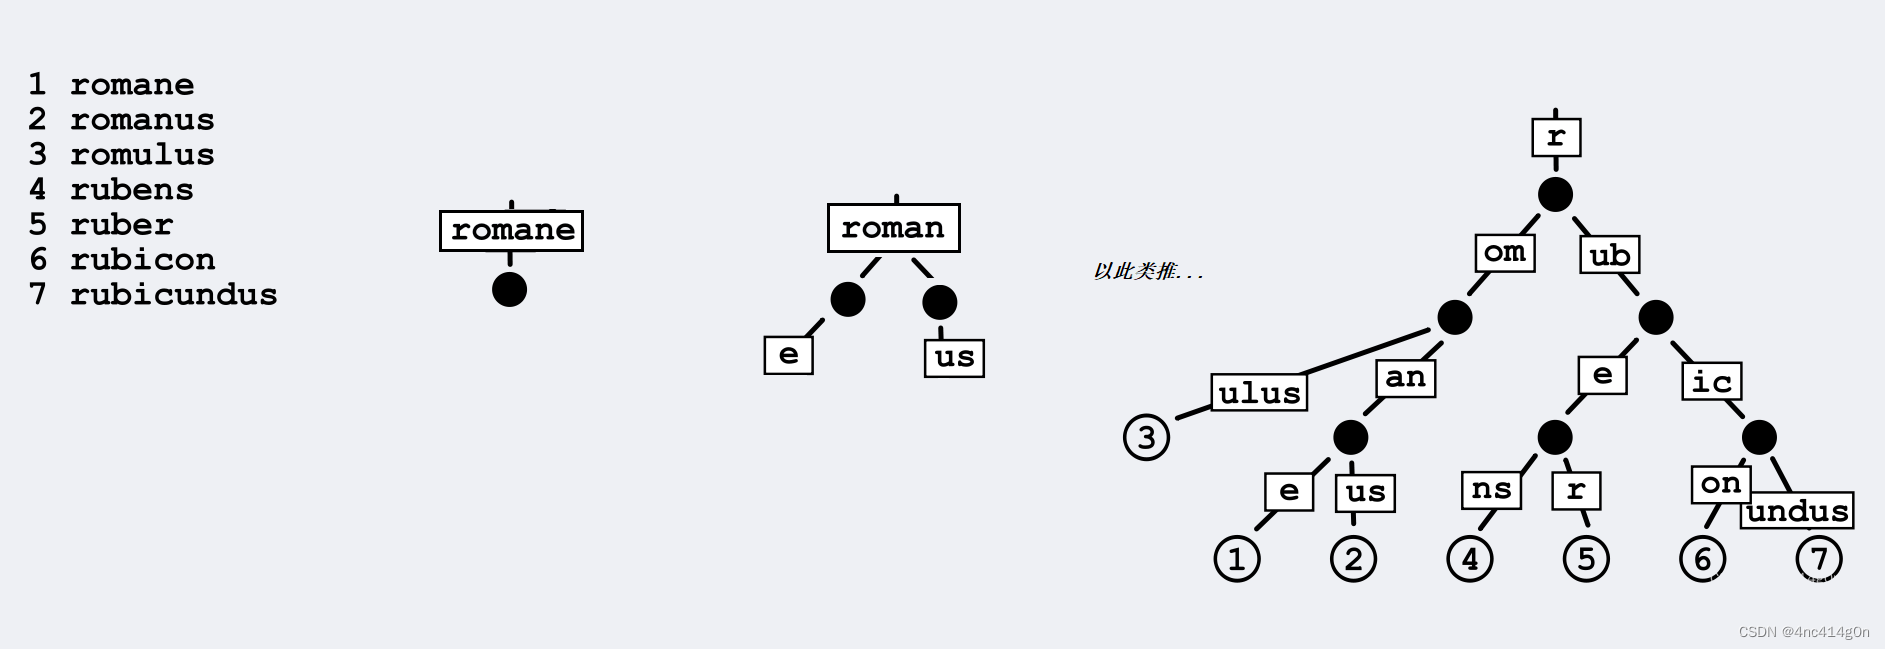 1 romane
2 romanus
3 romulus
4 rubens
5 ruber
6 rubicon
7 rubicundus
romane
roman
e
us
以此类推...
r
om
ub
ulus
an
e
ic
3
e
us
ns
r
on
undus
1
2
4
5
6
7
CSDN @4nc414g0n